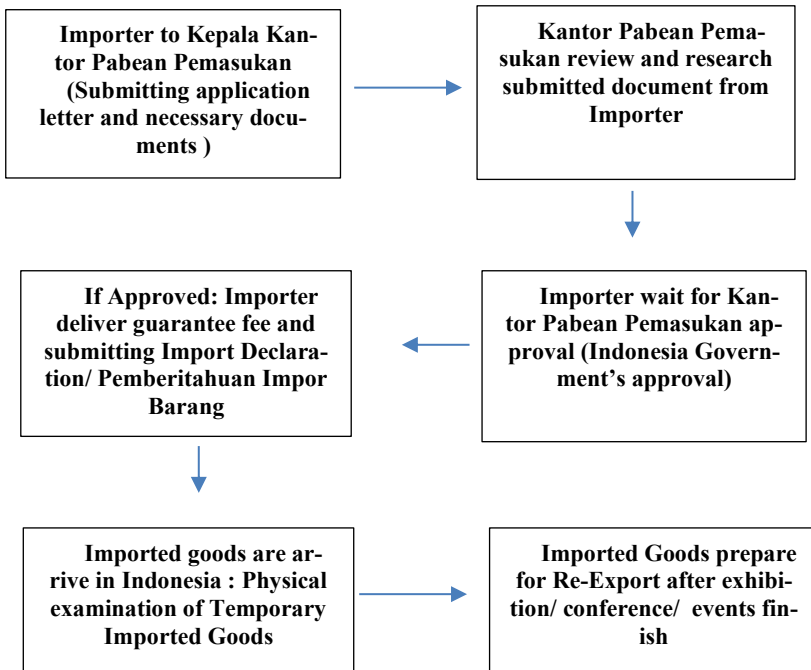 Importer to Kepala Kan-
tor Pabean Pemasukan
(Submitting application
letter and necessary docu-
ments )
Kantor Pabean Pema-
sukan review and research
submitted document from
Importer
Importer wait for Kan-
tor Pabean Pemasukan ap-
proval (Indonesia Govern-
ment’s approval)
If Approved: Importer
deliver guarantee fee and
submitting Import Declara-
tion/ Pemberitahuan Impor
Barang
Imported goods are ar-
rive in Indonesia : Physical
examination of Temporary
Imported Goods
Imported Goods prepare
for Re-Export after exhibi-
tion/ conference/ events fin-
ish